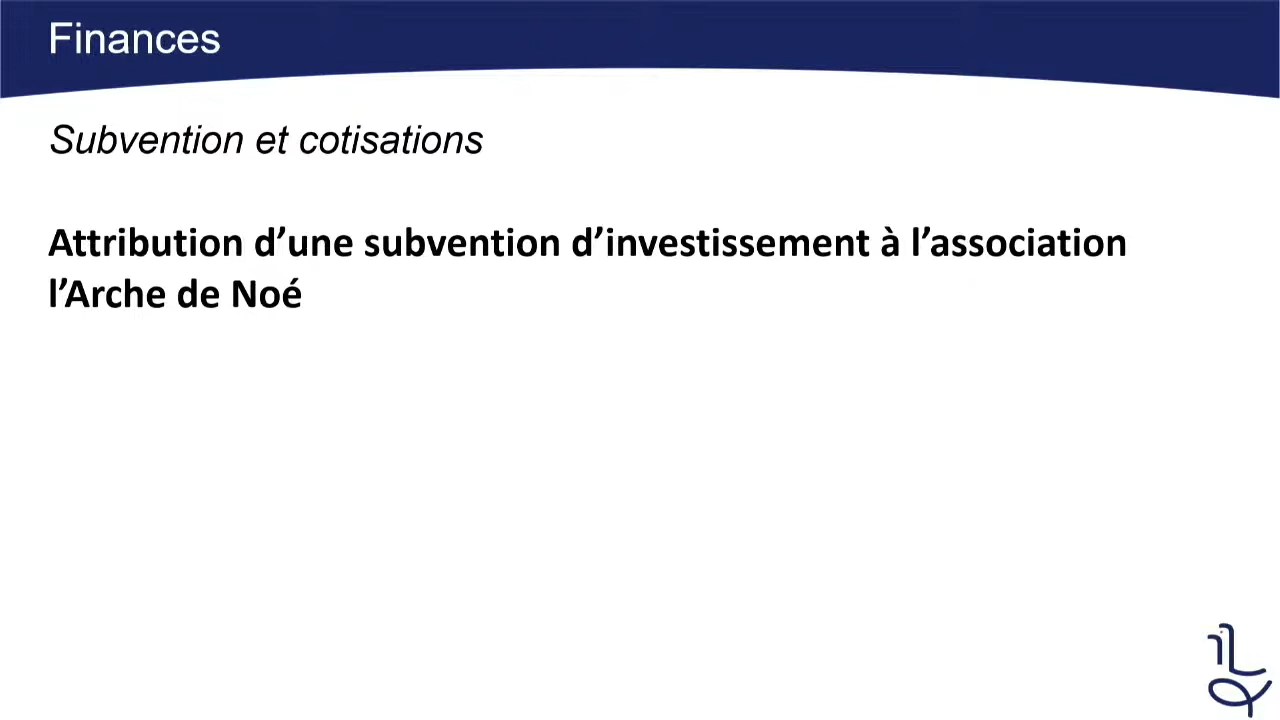 Finances
Subvention et cotisations
Attribution d’une subvention d’investissement à l’association
l’Arche de Noé